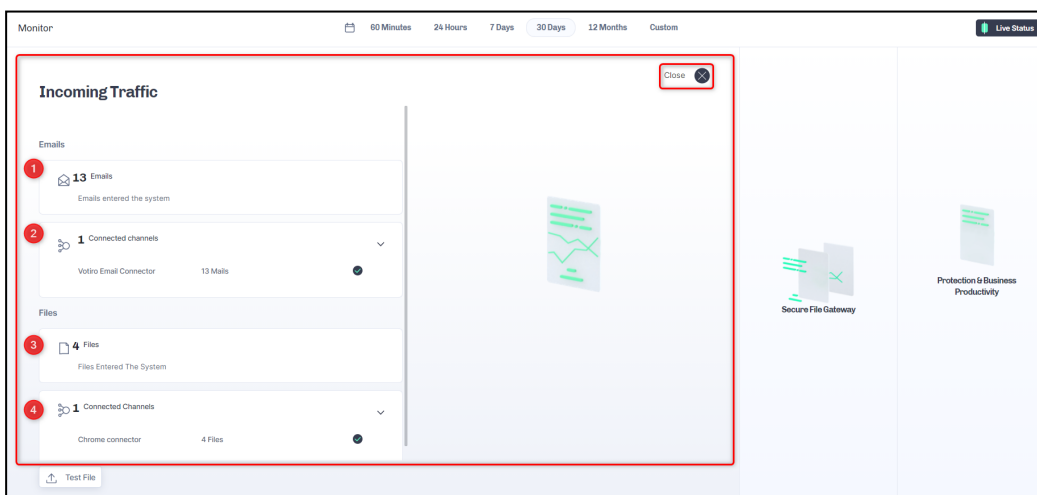 Monitor
60 Minutes 24 Hours 7 Days 30 Days 12 Months Custom
Live Status
Close
Incoming Traffic
Emails
1
13 Emails
Emails entered the system
2
1 Connected channels
Votiro Email Connector 13 Mails
Files
3
4 Files
Files Entered The System
4
1 Connected Channels
Chrome connector 4 Files
Test File
Secure File Gateway
Protection & Business
Productivity